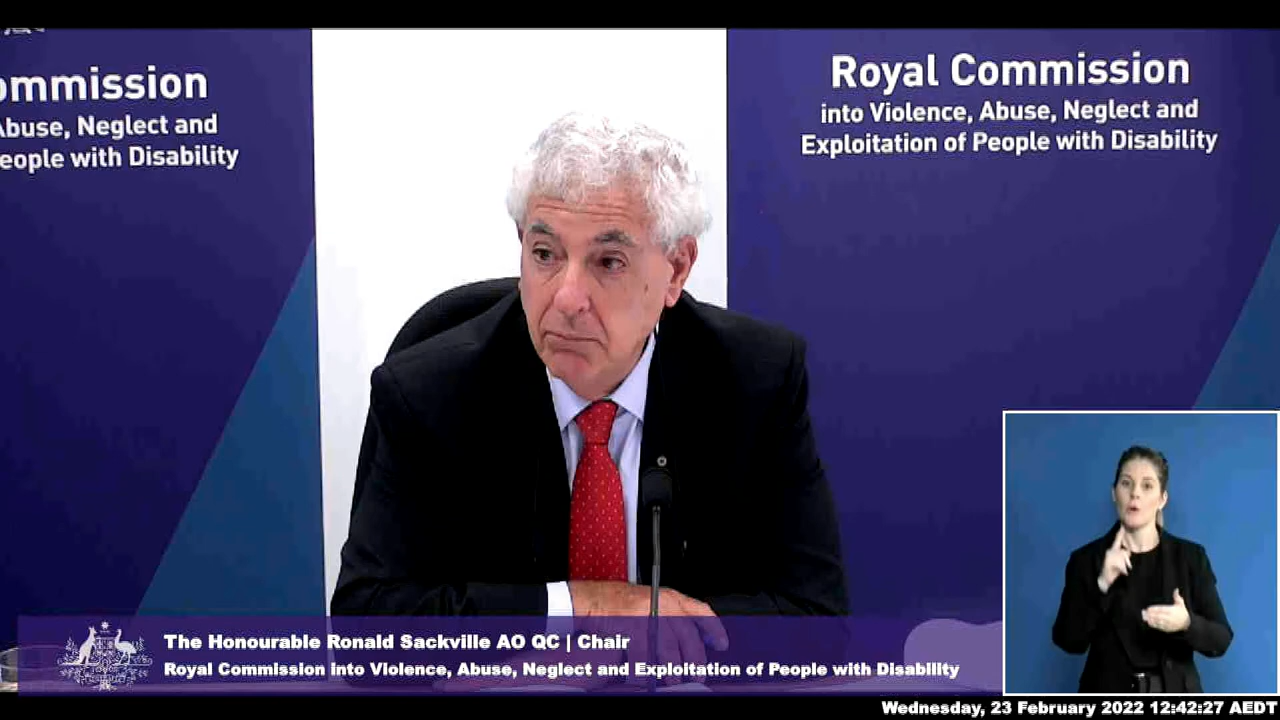 ommission
Abuse, Neglect and
eople with Disability
Royal Commission
into Violence, Abuse, Neglect and
Exploitation of People with Disability
The Honourable Ronald Sackville AO QC | Chair
Royal Commission into Violence, Abuse, Neglect and Exploitation of People with Disability
Wednesday, 23 February 2022 12:42:27 AEDT